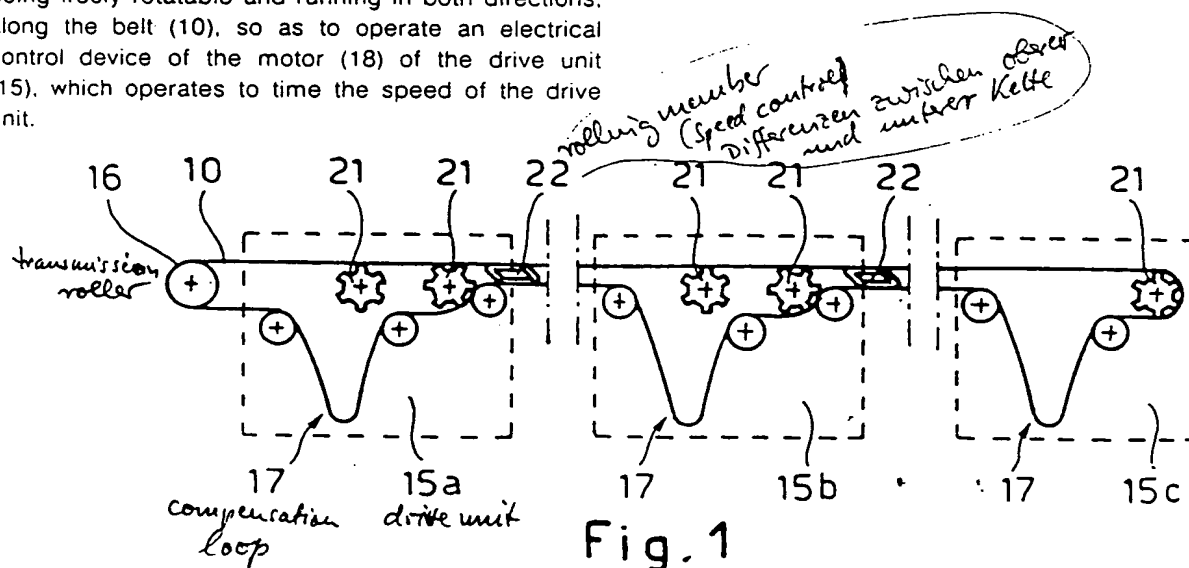 being freely rotatable and running in both directions,
along the belt (10), so as to operate an electrical
control device of the motor (18) of the drive unit
(15), which operates to time the speed of the drive
unit.
rolling member
(speed control
Differenzen zwischen oberer
und unterer Kette
16 10 21 21 22 21 21 22 21
transmission
roller
17 15a 17 15b 17 15c
compensation drive unit
loop
Fig. 1